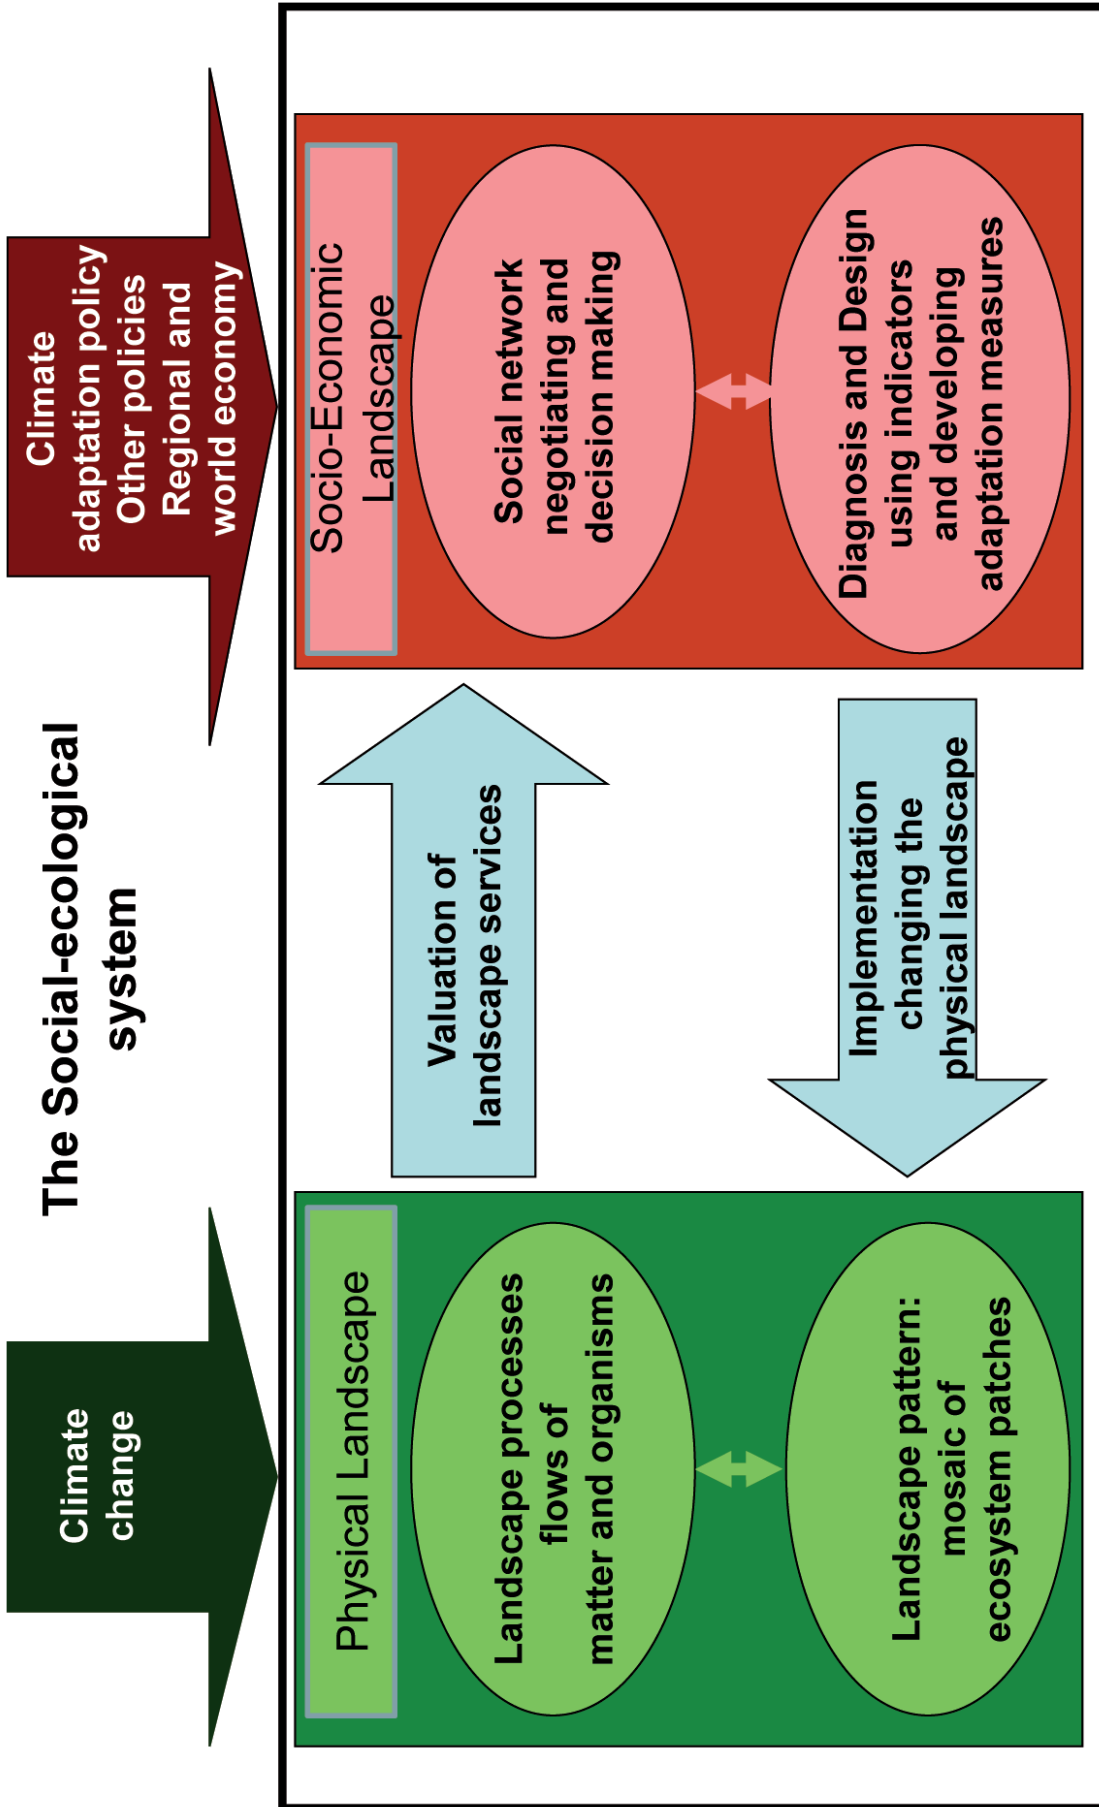 The Social-ecological
system
Climate
change
Climate
adaptation policy
Other policies
Regional and
world economy
Physical Landscape
Landscape processes
flows of
matter and organisms
Landscape pattern:
mosaic of
ecosystem patches
Valuation of
landscape services
Implementation
changing the
physical landscape
Socio-Economic
Landscape
Social network
negotiating and
decision making
Diagnosis and Design
using indicators
and developing
adaptation measures